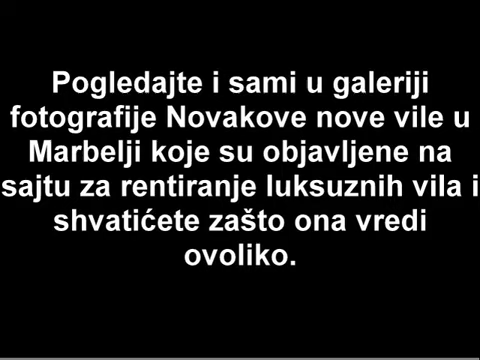 Pogledajte i sami u galeriji
fotografije Novakove nove vile u
Marbelji koje su objavljene na
sajtu za rentiranje luksuznih vila i
shvatićete zašto ona vredi
ovoliko.